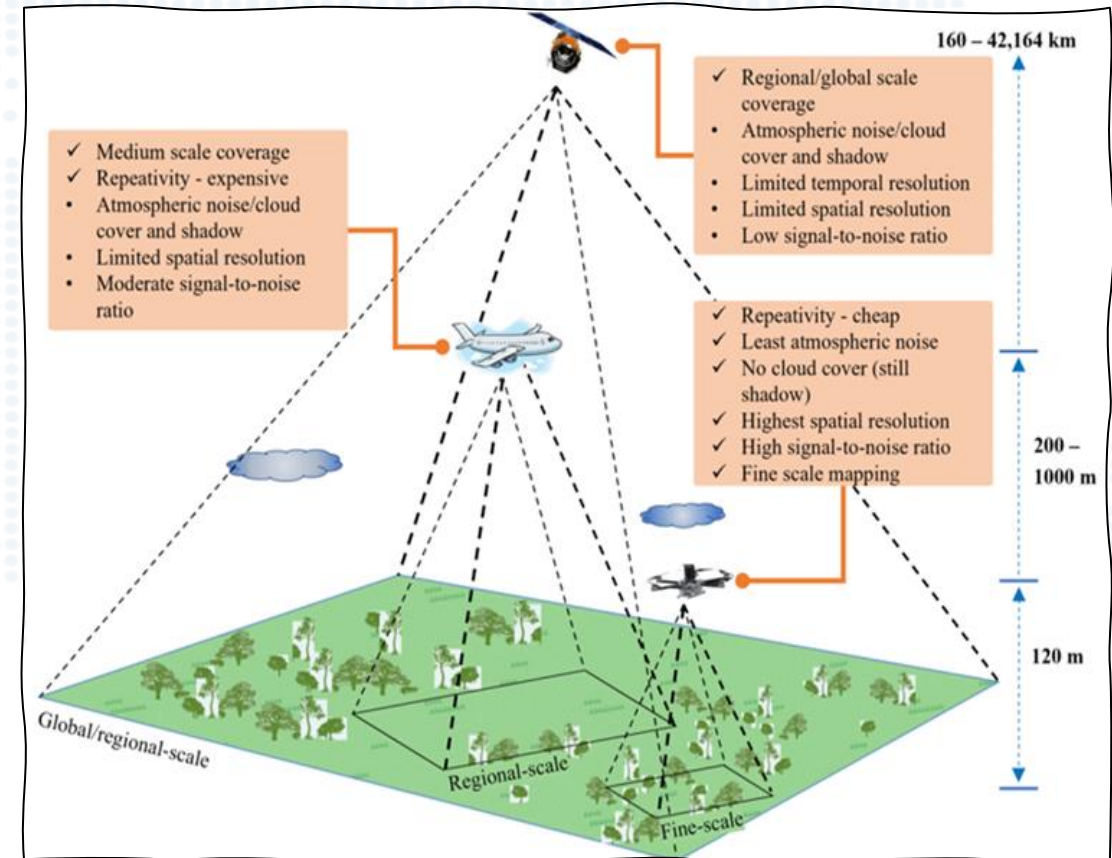 160 – 42,164 km
✓ Regional/global scale
coverage
• Atmospheric noise/cloud
cover and shadow
• Limited temporal resolution
• Limited spatial resolution
• Low signal-to-noise ratio
✓ Medium scale coverage
✓ Repeativity - expensive
• Atmospheric noise/cloud
cover and shadow
• Limited spatial resolution
• Moderate signal-to-noise
ratio
✓ Repeativity - cheap
✓ Least atmospheric noise
✓ No cloud cover (still
shadow)
✓ Highest spatial resolution
✓ High signal-to-noise ratio
✓ Fine scale mapping
200 –
1000 m
120 m
Global/regional-scale
Regional-scale
Fine-scale